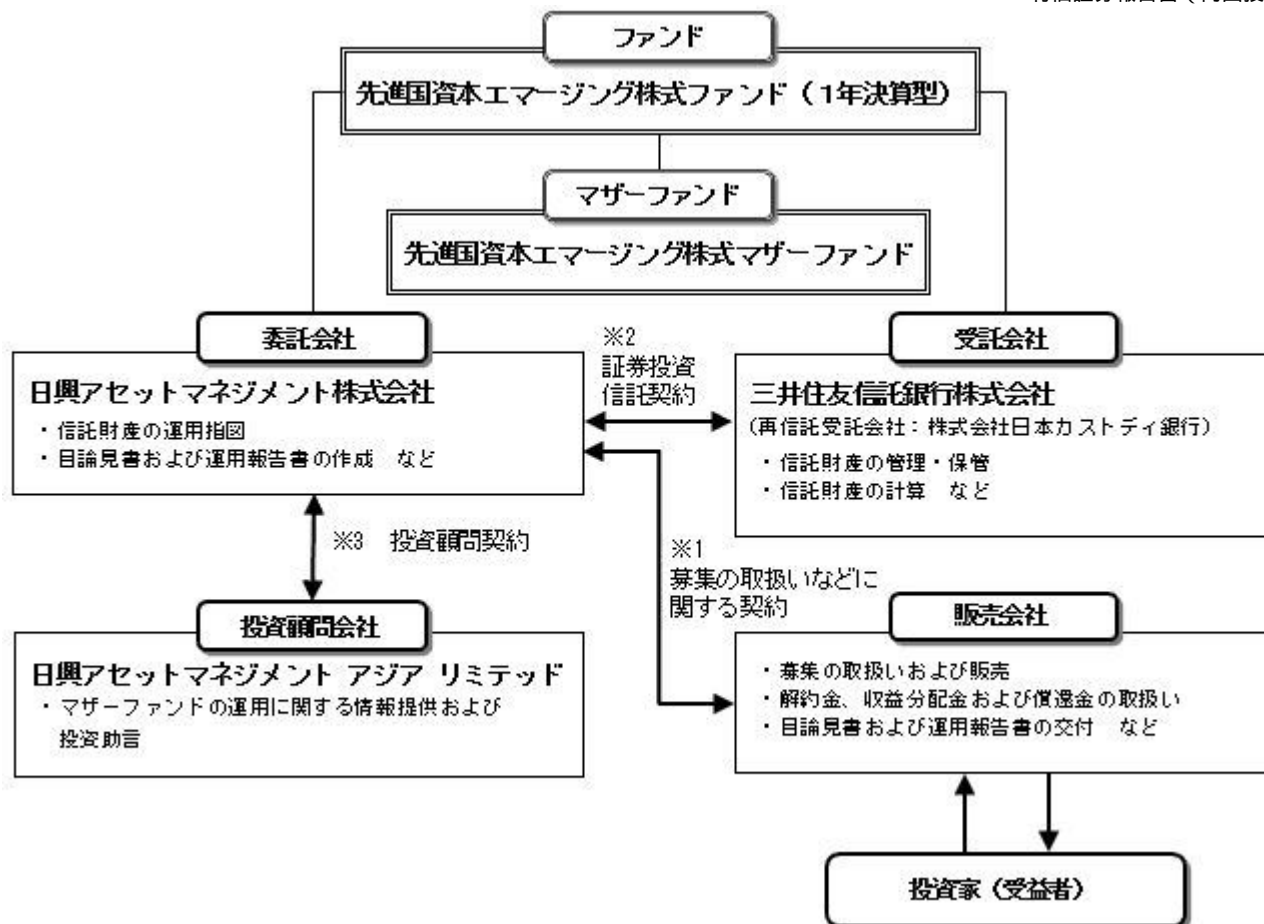 ファンド
先進国資本エマージング株式ファンド（1年決算型）
マザーファンド
先進国資本エマージング株式マザーファンド
委託会社
日興アセットマネジメント株式会社
・信託財産の運用指図
・目論見書および運用報告書の作成　など
※2
証券投資
信託契約
受託会社
三井住友信託銀行株式会社
（再信託受託会社：株式会社日本カストディ銀行）
・信託財産の管理・保管
・信託財産の計算　など
※3　投資顧問契約
※1
募集の取扱いなどに
関する契約
投資顧問会社
日興アセットマネジメント アジア リミテッド
・マザーファンドの運用に関する情報提供および
投資助言
販売会社
・募集の取扱いおよび販売
・解約金、収益分配金および償還金の取扱い
・目論見書および運用報告書の交付　など
投資家（受益者）